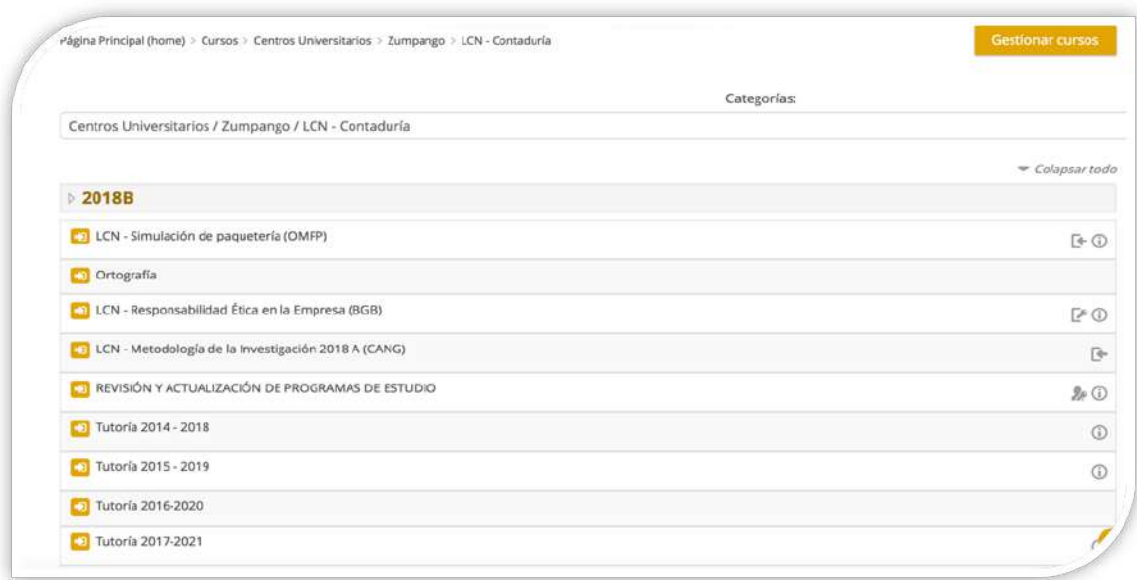 Página Principal (home) > Cursos > Centros Universitarios > Zumpango > LCN - Contaduría
Gestionar cursos
Categorías:
Centros Universitarios / Zumpango / LCN - Contaduría
Colapsar todo
2018B
LCN - Simulación de paquetería (OMFP)
Ortografía
LCN - Responsabilidad Ética en la Empresa (BGB)
LCN - Metodología de la Investigación 2018 A (CANG)
REVISIÓN Y ACTUALIZACIÓN DE PROGRAMAS DE ESTUDIO
Tutoría 2014 - 2018
Tutoría 2015 - 2019
Tutoría 2016-2020
Tutoría 2017-2021